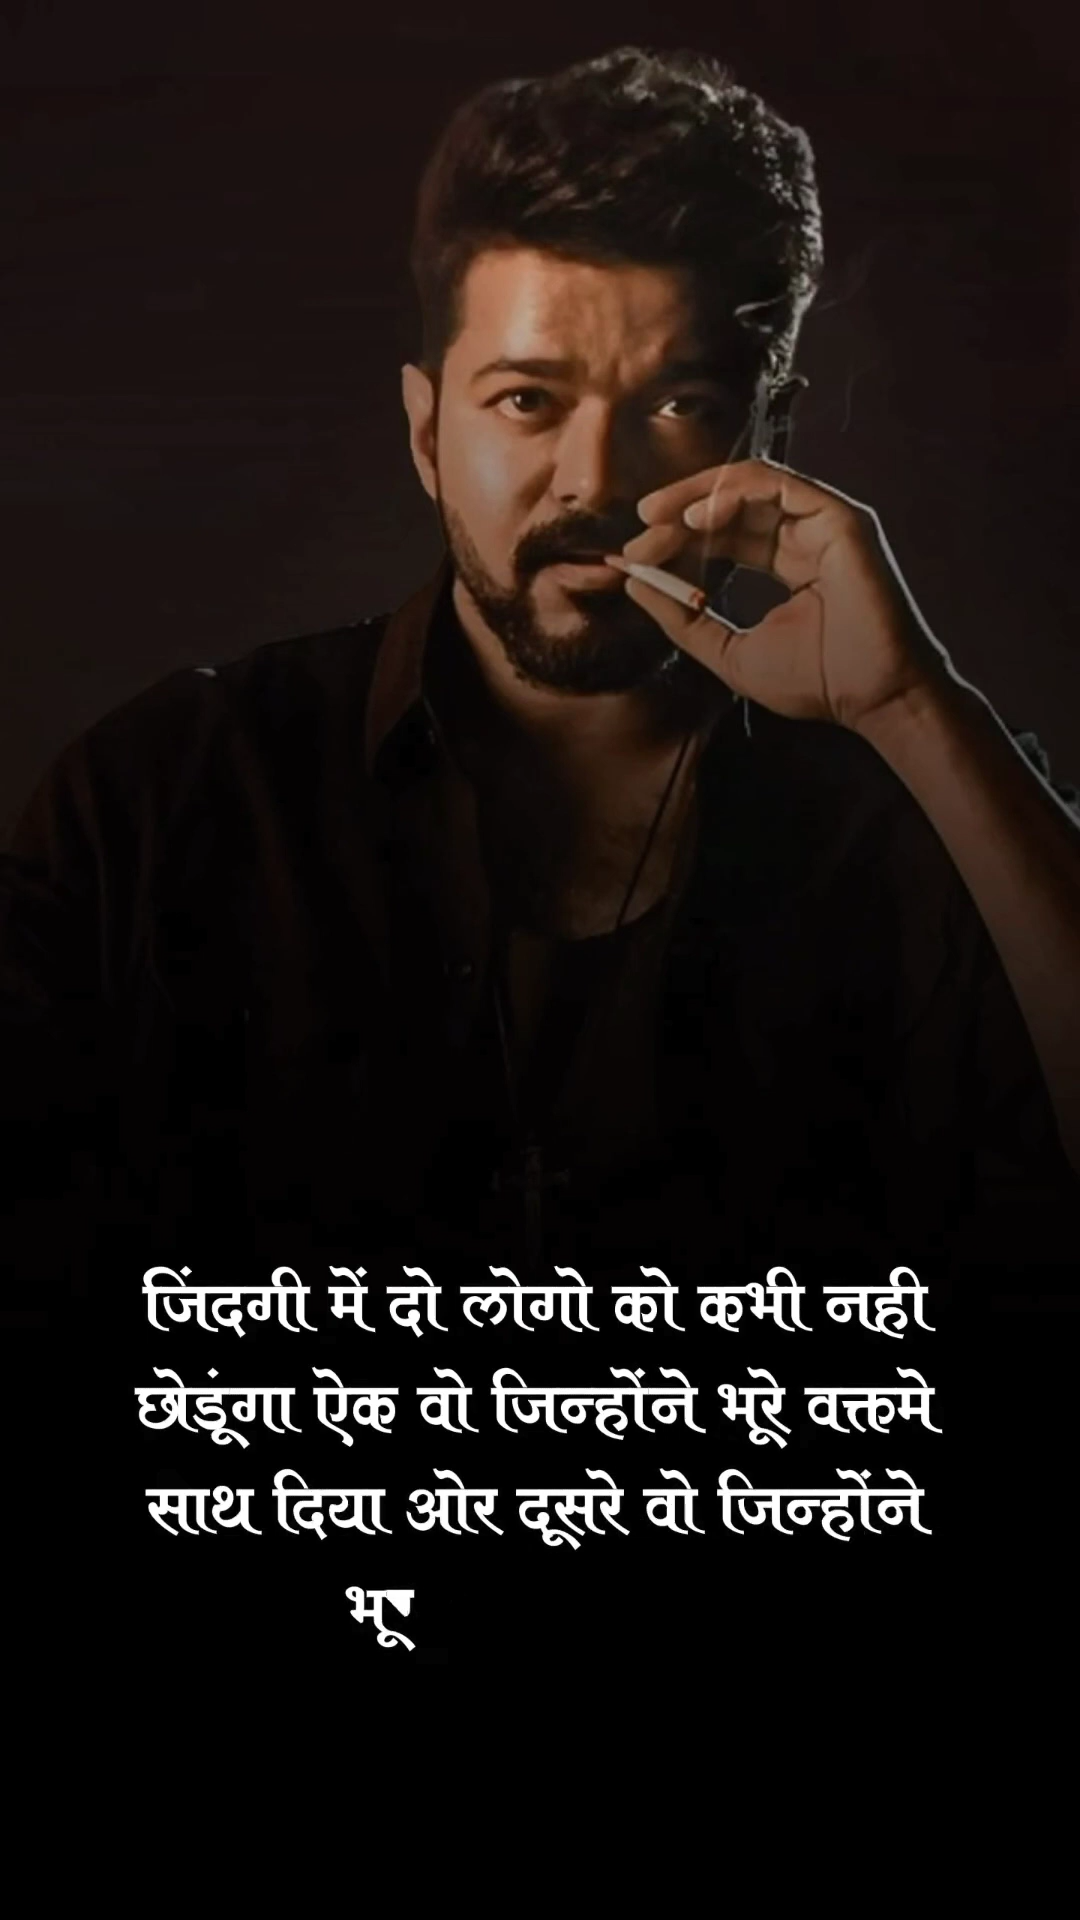 जिंदगी में दो लोगो को कभी नही
छोडूंगा ऐक वो जिन्होंने भूरे वक्तमे
साथ दिया ओर दूसरे वो जिन्होंने